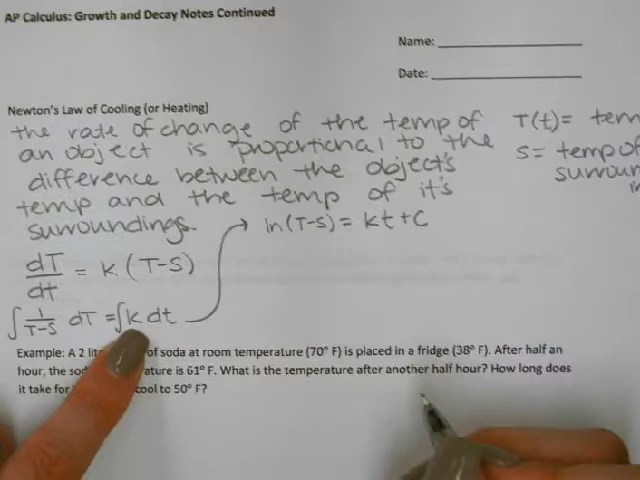 AP Calculus: Growth and Decay Notes Continued
Name:
Date:
Newton's Law of Cooling (or Heating)
the rate of change of the temp of
an object is proportional to the
difference between the object's
temp and the temp of it's
surroundings.
T(t) = tem
S = temp of
surroun
dT/dt = k (T-S)
∫ 1/T-S dT = ∫k dt
ln(T-S) = kt+C
Example: A 2 of soda at room temperature (70° F) is placed in a fridge (38° F). After half an
hour, the is 61° F. What is the temperature after another half hour? How long does
it take for cool to 50° F?